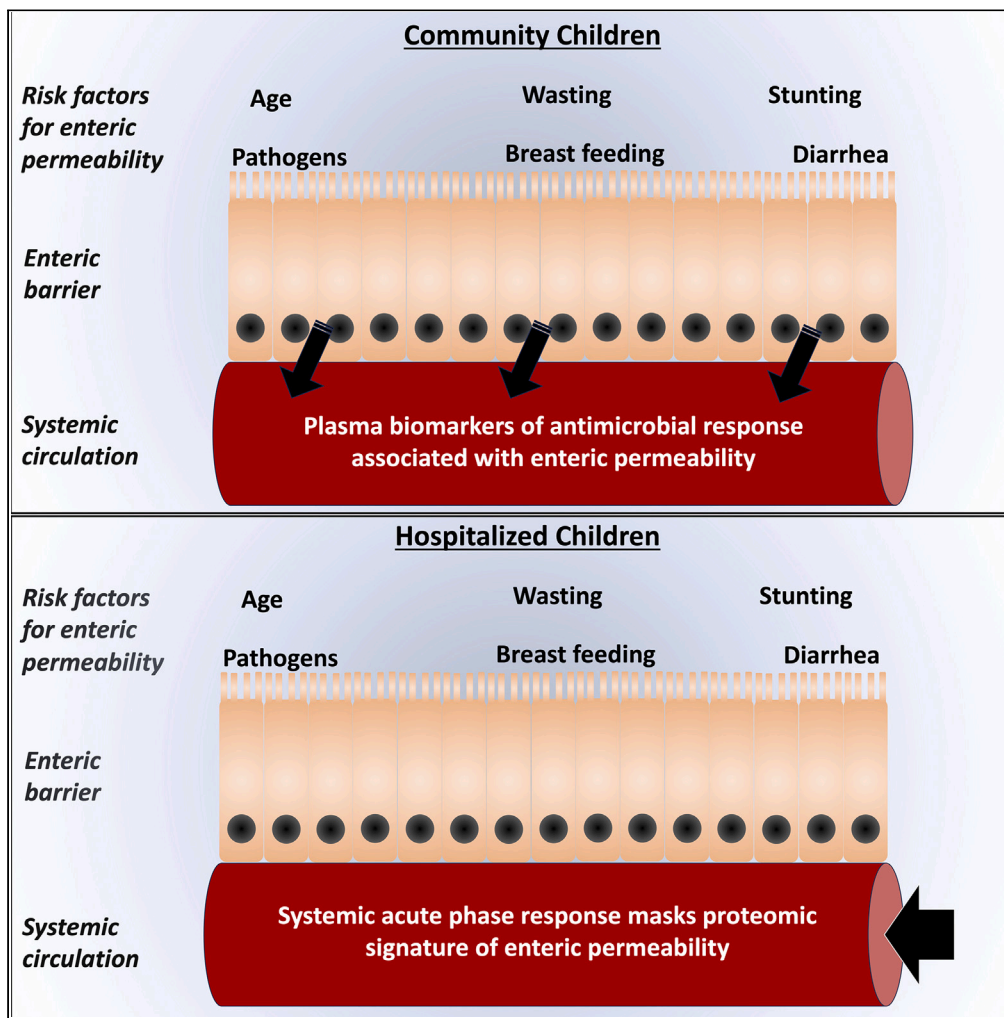 Community Children
Risk factors
for enteric
permeability
Age
Wasting
Stunting
Pathogens
Breast feeding
Diarrhea
Enteric
barrier
Systemic
circulation
Plasma biomarkers of antimicrobial response
associated with enteric permeability
Hospitalized Children
Risk factors
for enteric
permeability
Age
Wasting
Stunting
Pathogens
Breast feeding
Diarrhea
Enteric
barrier
Systemic
circulation
Systemic acute phase response masks proteomic
signature of enteric permeability